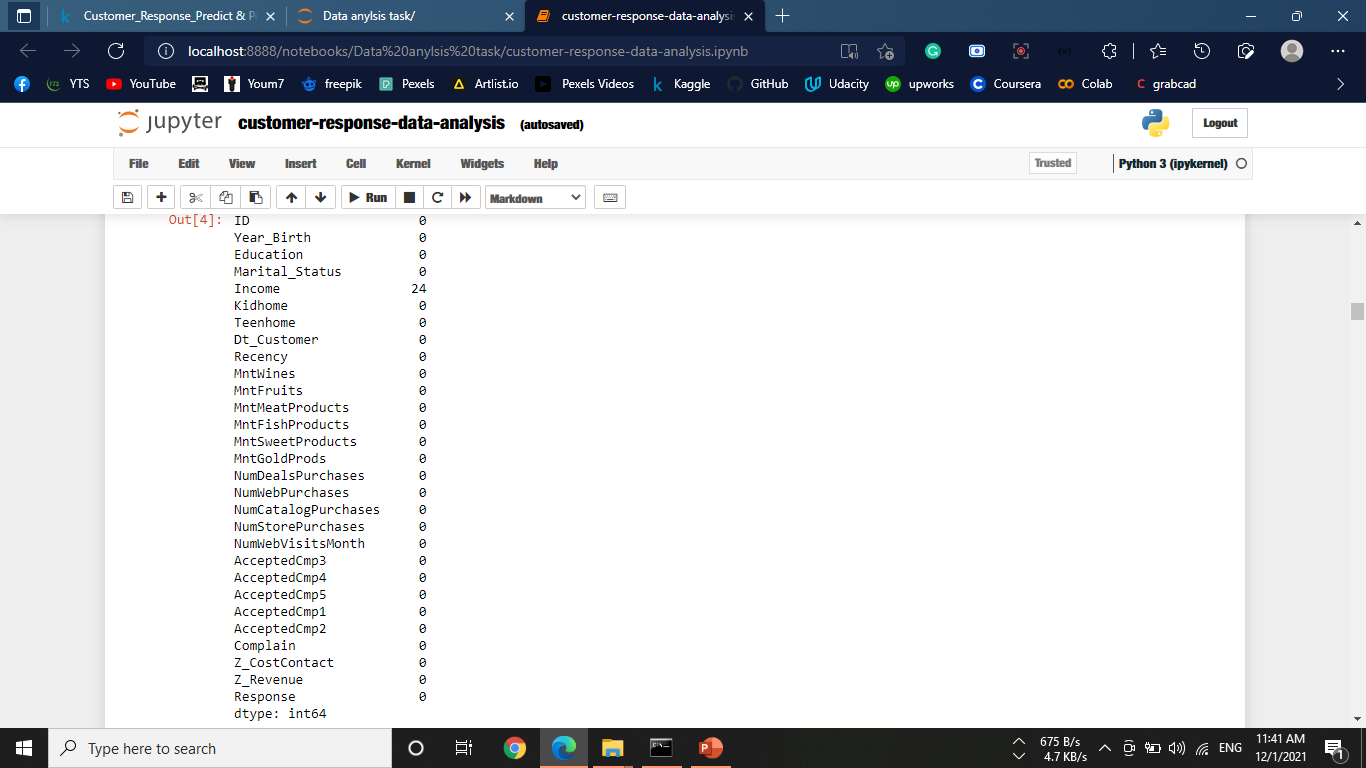 Customer_Response_Predict & P
Data anylsis task/
customer-response-data-analysis
localhost:8888/notebooks/Data%20anylsis%20task/customer-response-data-analysis.ipynb
YTS YouTube Youm7 freepik Pexels Artlist.io Pexels Videos Kaggle GitHub Udacity upworks Coursera Colab grabcad
jupyter customer-response-data-analysis (autosaved) Logout
File Edit View Insert Cell Kernel Widgets Help Trusted Python 3 (ipykernel)
Run Markdown
Out[4]: ID 0
Year_Birth 0
Education 0
Marital_Status 0
Income 24
Kidhome 0
Teenhome 0
Dt_Customer 0
Recency 0
MntWines 0
MntFruits 0
MntMeatProducts 0
MntFishProducts 0
MntSweetProducts 0
MntGoldProds 0
NumDealsPurchases 0
NumWebPurchases 0
NumCatalogPurchases 0
NumStorePurchases 0
NumWebVisitsMonth 0
AcceptedCmp3 0
AcceptedCmp4 0
AcceptedCmp5 0
AcceptedCmp1 0
AcceptedCmp2 0
Complain 0
Z_CostContact 0
Z_Revenue 0
Response 0
dtype: int64
Type here to search
675 B/s
4.7 KB/s
ENG
11:41 AM
12/1/2021
1